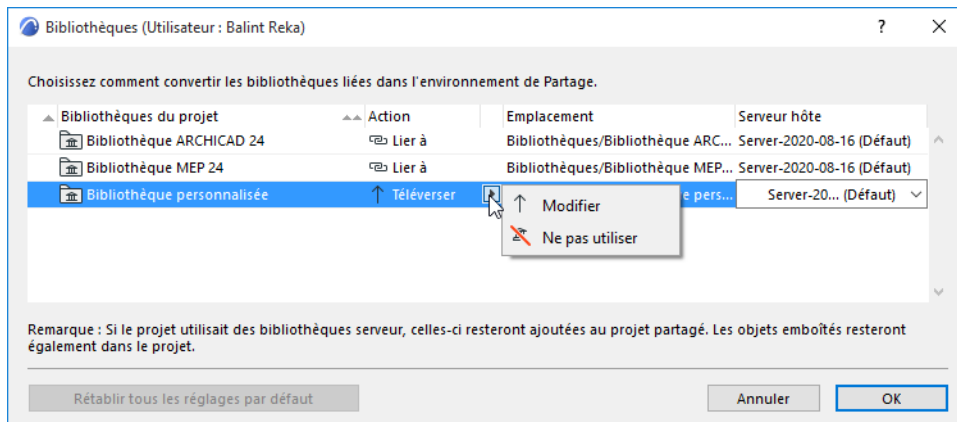 Bibliothèques (Utilisateur : Balint Reka)
?
Choisissez comment convertir les bibliothèques liées dans l'environnement de Partage.
Bibliothèques du projet Action Emplacement Serveur hôte
Bibliothèque ARCHICAD 24 Lier à Bibliothèques/Bibliothèque ARC... Server-2020-08-16 (Défaut)
Bibliothèque MEP 24 Lier à Bibliothèques/Bibliothèque MEP... Server-2020-08-16 (Défaut)
Bibliothèque personnalisée Téléverser e pers... Server-20... (Défaut)
Modifier
Ne pas utiliser
Remarque : Si le projet utilisait des bibliothèques serveur, celles-ci resteront ajoutées au projet partagé. Les objets emboîtés resteront
également dans le projet.
Rétablir tous les réglages par défaut Annuler OK